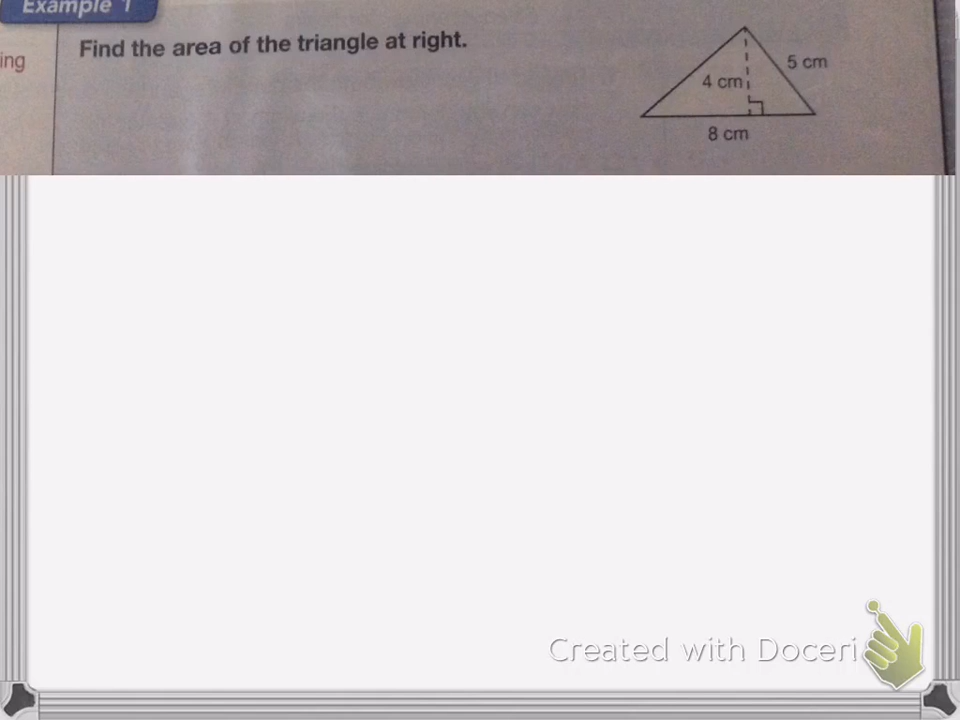 Example 1
ing
Find the area of the triangle at right.
5 cm
4 cm
8 cm
Created with Doceri